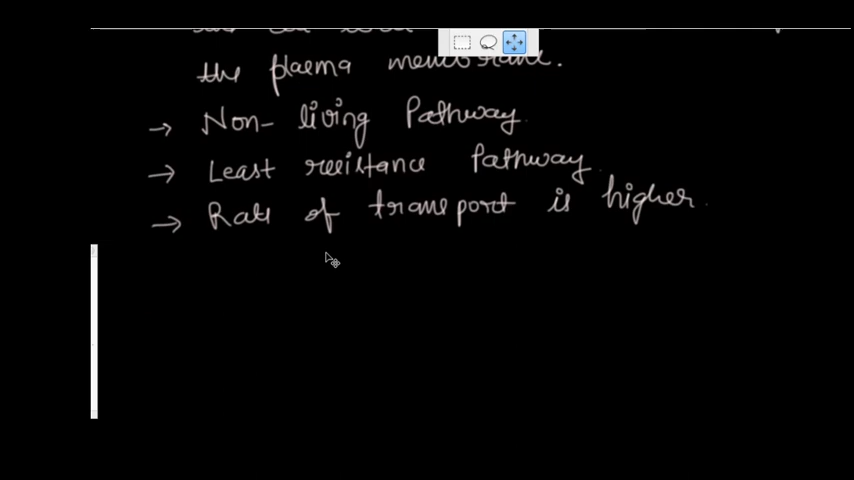 the plasma membrane.
→ Non-living Pathway.
→ Least resistance Pathway.
→ Rate of transport is higher.